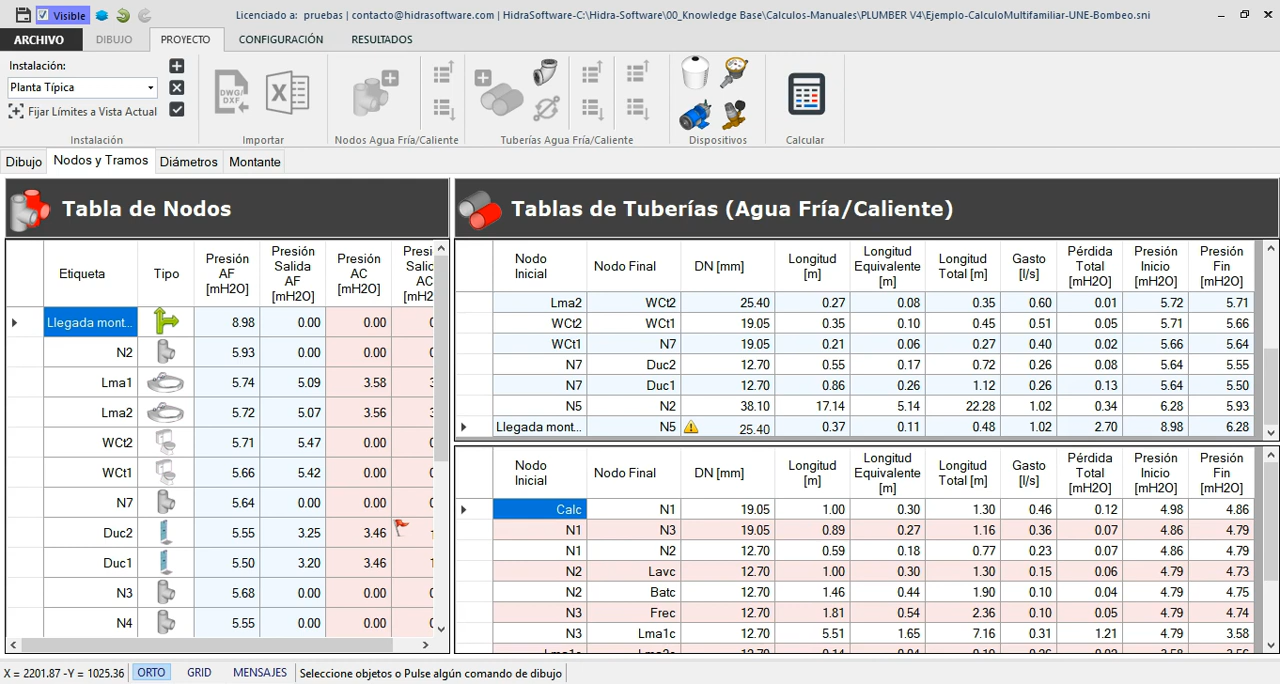 Visible
Licenciado a: pruebas | contacto@hidrasoftware.com | HidraSoftware-C:\Hidra-Software\00_Knowledge Base\Calculos-Manuales\PLUMBER V4\Ejemplo-CalculoMultifamiliar-UNE-Bombeo.sni
ARCHIVO DIBUJO PROYECTO CONFIGURACIÓN RESULTADOS
Instalación:
Planta Típica
Fijar Límites a Vista Actual
DWG/ DXF
Instalación Importar Nodos Agua Fría/Caliente Tuberías Agua Fría/Caliente Dispositivos Calcular
Dibujo Nodos y Tramos Diámetros Montante
Tabla de Nodos
Etiqueta Tipo Presión AF [mH2O] Presión Salida AF [mH2O] Presión AC [mH2O]
Llegada mont... 8.98 0.00 0.00
N2 5.93 0.00 0.00
Lma1 5.74 5.09 3.58
Lma2 5.72 5.07 3.56
WCt2 5.71 5.47 0.00
WCt1 5.66 5.42 0.00
N7 5.64 0.00 0.00
Duc2 5.55 3.25 3.46
Duc1 5.50 3.20 3.46
N3 5.68 0.00 0.00
N4 5.55 0.00 0.00
Tablas de Tuberías (Agua Fría/Caliente)
Nodo Inicial Nodo Final DN [mm] Longitud [m] Longitud Equivalente [m] Longitud Total [m] Gasto [l/s] Pérdida Total [mH2O] Presión Inicio [mH2O] Presión Fin [mH2O]
Lma2 WCt2 25.40 0.27 0.08 0.35 0.60 0.01 5.72 5.71
WCt2 WCt1 19.05 0.35 0.10 0.45 0.51 0.05 5.71 5.66
WCt1 N7 19.05 0.21 0.06 0.27 0.40 0.02 5.66 5.64
N7 Duc2 12.70 0.55 0.17 0.72 0.26 0.08 5.64 5.55
N7 Duc1 12.70 0.86 0.26 1.12 0.26 0.13 5.64 5.50
N5 N2 38.10 17.14 5.14 22.28 1.02 0.34 6.28 5.93
Llegada mont... N5 25.40 0.37 0.11 0.48 1.02 2.70 8.98 6.28
Nodo Inicial Nodo Final DN [mm] Longitud [m] Longitud Equivalente [m] Longitud Total [m] Gasto [l/s] Pérdida Total [mH2O] Presión Inicio [mH2O] Presión Fin [mH2O]
Calc N1 19.05 1.00 0.30 1.30 0.46 0.12 4.98 4.86
N1 N3 19.05 0.89 0.27 1.16 0.36 0.07 4.86 4.79
N1 N2 12.70 0.59 0.18 0.77 0.23 0.07 4.86 4.79
N2 Lavc 12.70 1.00 0.30 1.30 0.15 0.06 4.79 4.73
N2 Batc 12.70 1.46 0.44 1.90 0.10 0.04 4.79 4.75
N3 Frec 12.70 1.81 0.54 2.36 0.10 0.05 4.79 4.74
N3 Lma1c 12.70 5.51 1.65 7.16 0.31 1.21 4.79 3.58
X = 2201.87 -Y = 1025.36 ORTO GRID MENSAJES Seleccione objetos o Pulse algún comando de dibujo